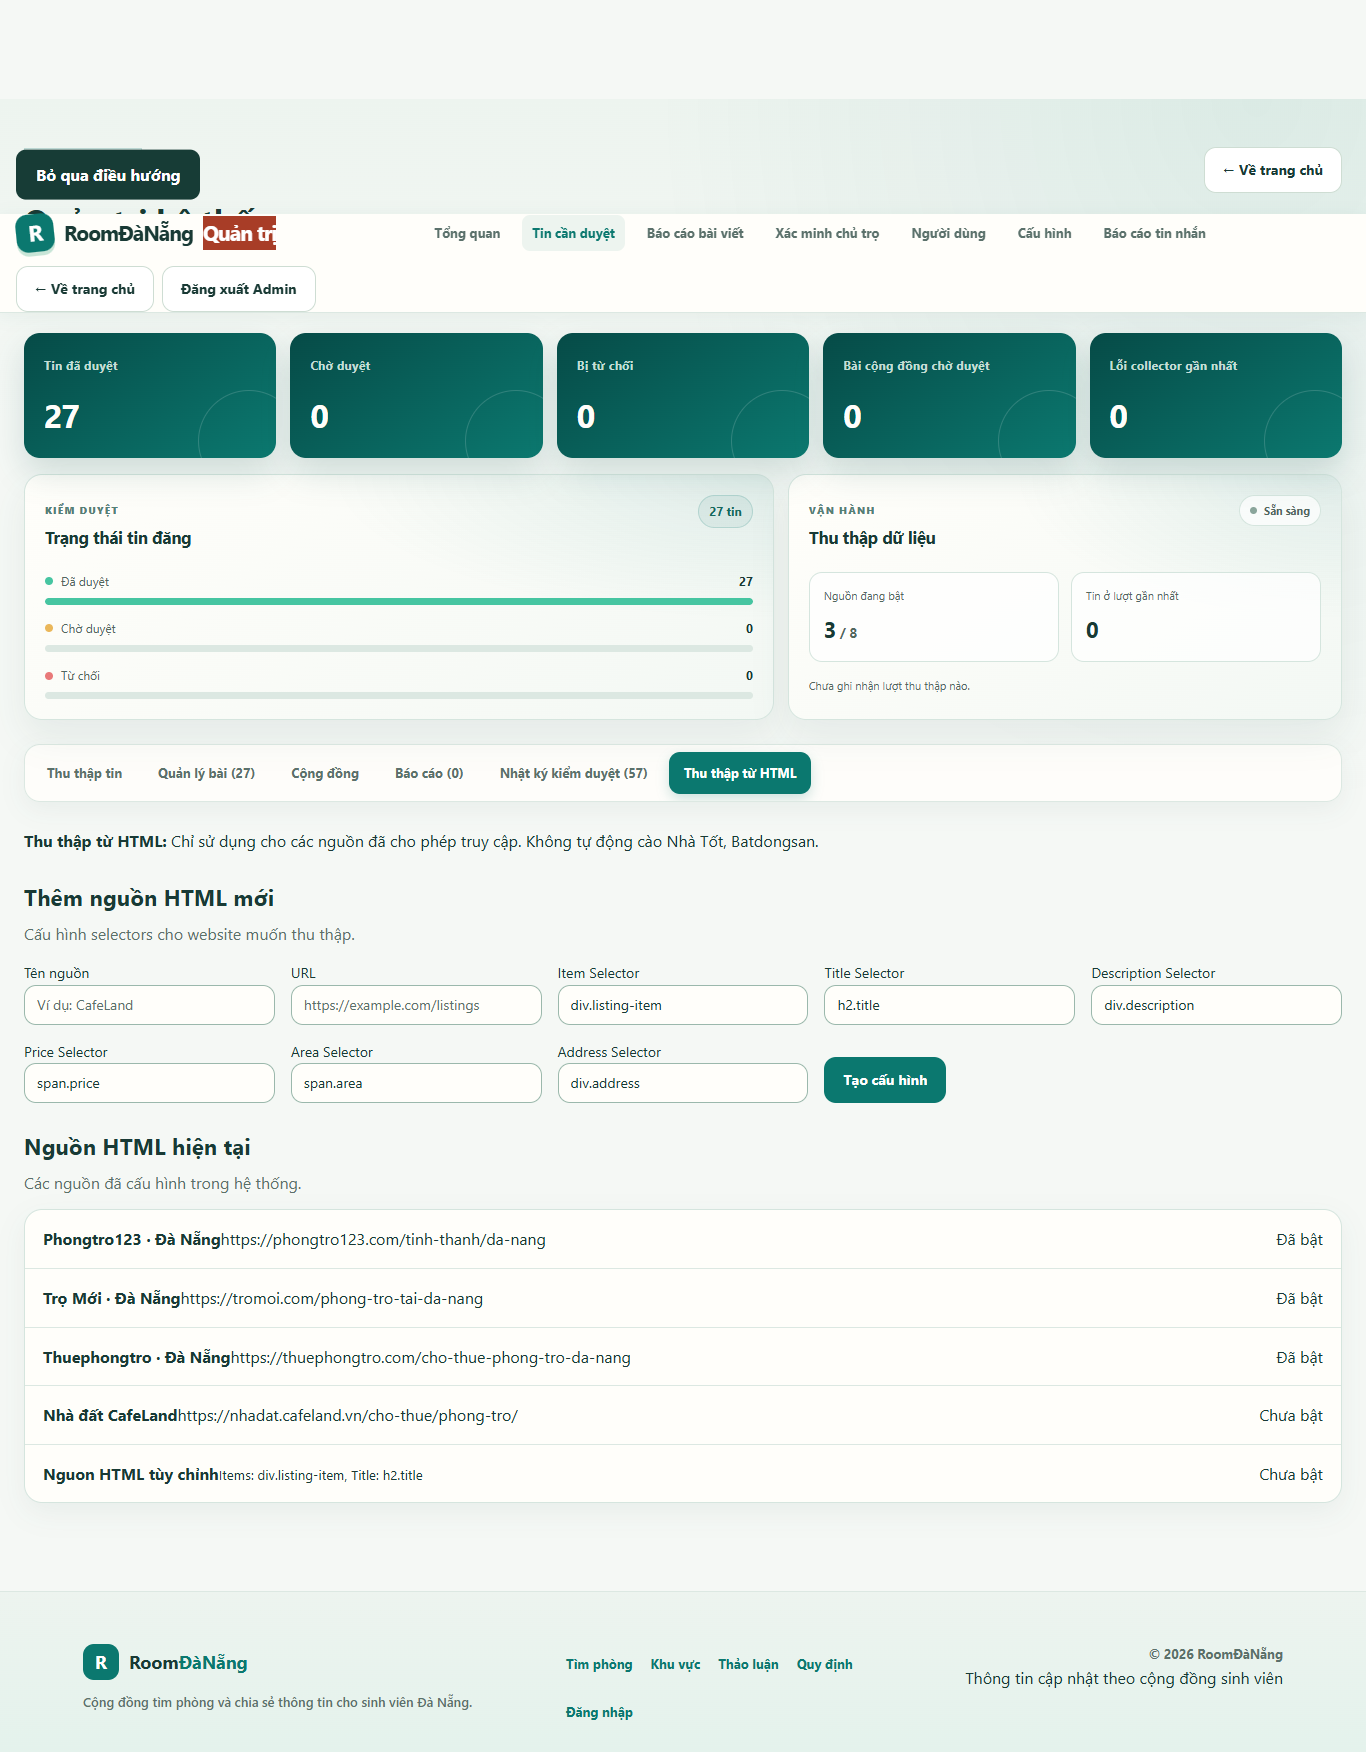 Bỏ qua điều hướng
← Về trang chủ
R RoomĐàNẵng Quản trị
Tổng quan Tin cần duyệt Báo cáo bài viết Xác minh chủ trọ Người dùng Cấu hình Báo cáo tin nhắn
← Về trang chủ Đăng xuất Admin
Tin đã duyệt
27
Chờ duyệt
0
Bị từ chối
0
Bài cộng đồng chờ duyệt
0
Lỗi collector gần nhất
0
KIỂM DUYỆT
27 tin
Trạng thái tin đăng
Đã duyệt 27
Chờ duyệt 0
Từ chối 0
VẬN HÀNH
Sẵn sàng
Thu thập dữ liệu
Nguồn đang bật
3 / 8
Tin ở lượt gần nhất
0
Chưa ghi nhận lượt thu thập nào.
Thu thập tin Quản lý bài (27) Cộng đồng Báo cáo (0) Nhật ký kiểm duyệt (57) Thu thập từ HTML
Thu thập từ HTML: Chỉ sử dụng cho các nguồn đã cho phép truy cập. Không tự động cào Nhà Tốt, Batdongsan.
Thêm nguồn HTML mới
Cấu hình selectors cho website muốn thu thập.
Tên nguồn URL Item Selector Title Selector Description Selector
Ví dụ: CafeLand https://example.com/listings div.listing-item h2.title div.description
Price Selector Area Selector Address Selector
span.price span.area div.address Tạo cấu hình
Nguồn HTML hiện tại
Các nguồn đã cấu hình trong hệ thống.
Phongtro123 · Đà Nẵnghttps://phongtro123.com/tinh-thanh/da-nang Đã bật
Trọ Mới · Đà Nẵnghttps://tromoi.com/phong-tro-tai-da-nang Đã bật
Thuephongtro · Đà Nẵnghttps://thuephongtro.com/cho-thue-phong-tro-da-nang Đã bật
Nhà đất CafeLandhttps://nhadat.cafeland.vn/cho-thue/phong-tro/ Chưa bật
Nguon HTML tùy chỉnhItems: div.listing-item, Title: h2.title Chưa bật
R RoomĐàNẵng
Cộng đồng tìm phòng và chia sẻ thông tin cho sinh viên Đà Nẵng.
Tìm phòng Khu vực Thảo luận Quy định
Đăng nhập
© 2026 RoomĐàNẵng
Thông tin cập nhật theo cộng đồng sinh viên